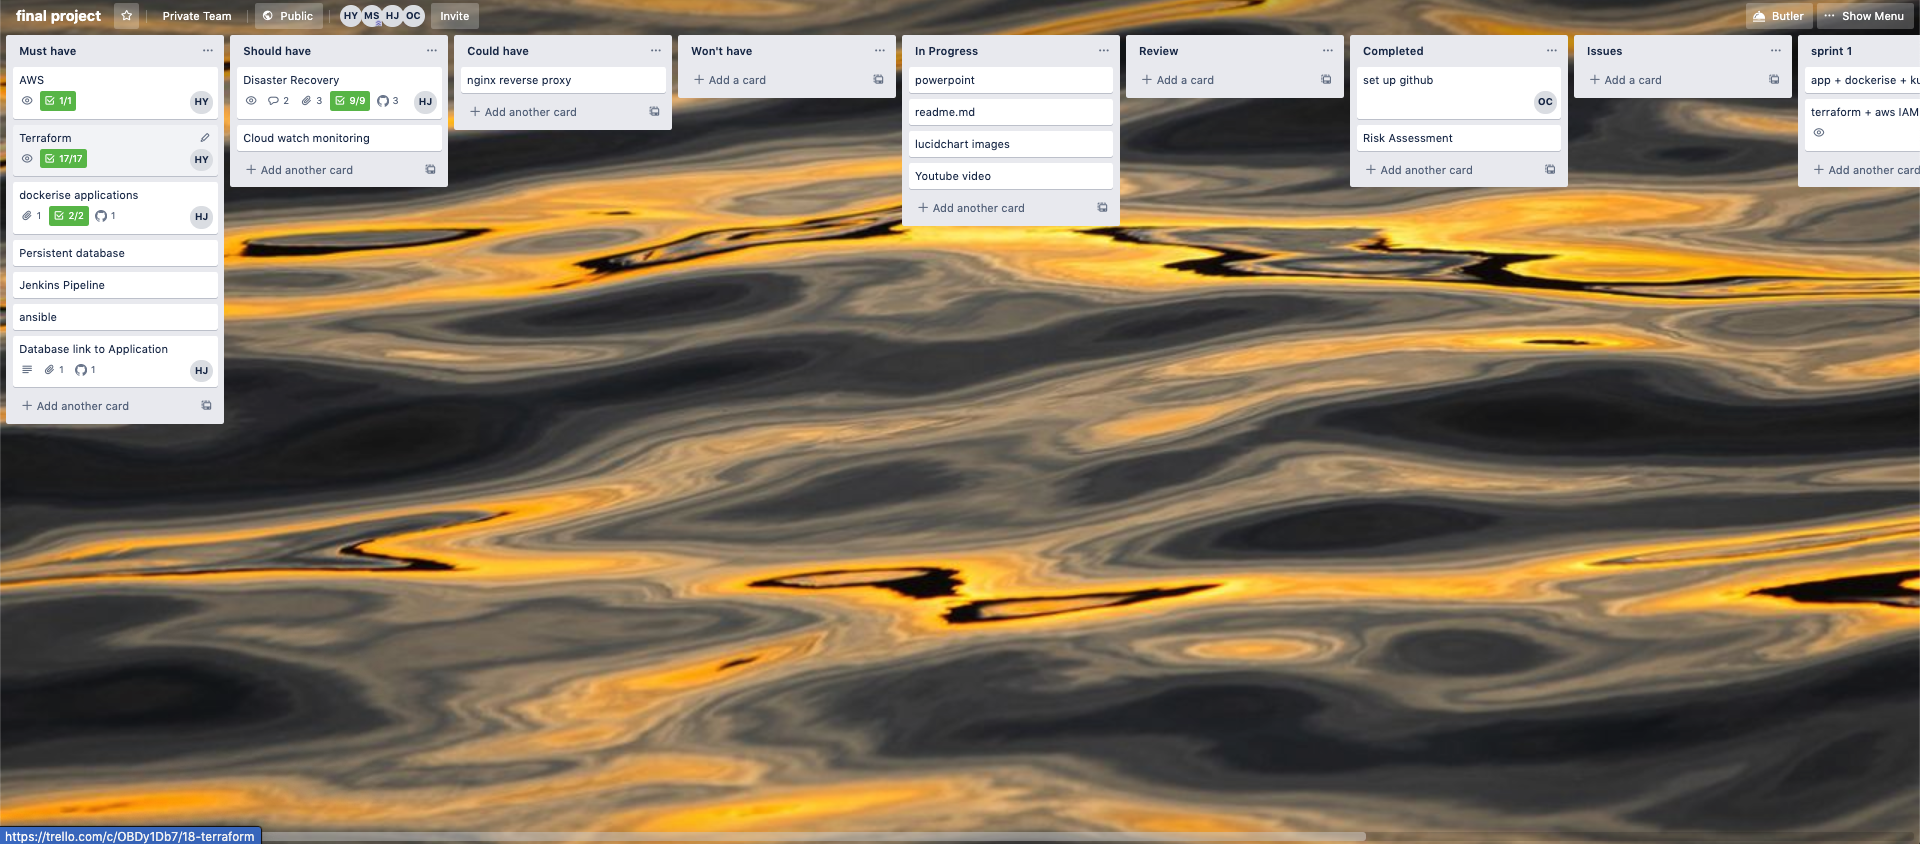 final project
Private Team
Public
HY MS HJ OC
Invite
Butler
··· Show Menu
Must have
AWS
1/1
HY
Terraform
17/17
HY
dockerise applications
1 2/2 1
HJ
Persistent database
Jenkins Pipeline
ansible
Database link to Application
1 1
HJ
+ Add another card
Should have
Disaster Recovery
2 3 9/9 3
HJ
Cloud watch monitoring
+ Add another card
Could have
nginx reverse proxy
+ Add another card
Won't have
+ Add a card
In Progress
powerpoint
readme.md
lucidchart images
Youtube video
+ Add another card
Review
+ Add a card
Completed
set up github
OC
Risk Assessment
+ Add another card
Issues
+ Add a card
sprint 1
app + dockerise + ku
terraform + aws IAM
+ Add another card
https://trello.com/c/OBDy1Db7/18-terraform